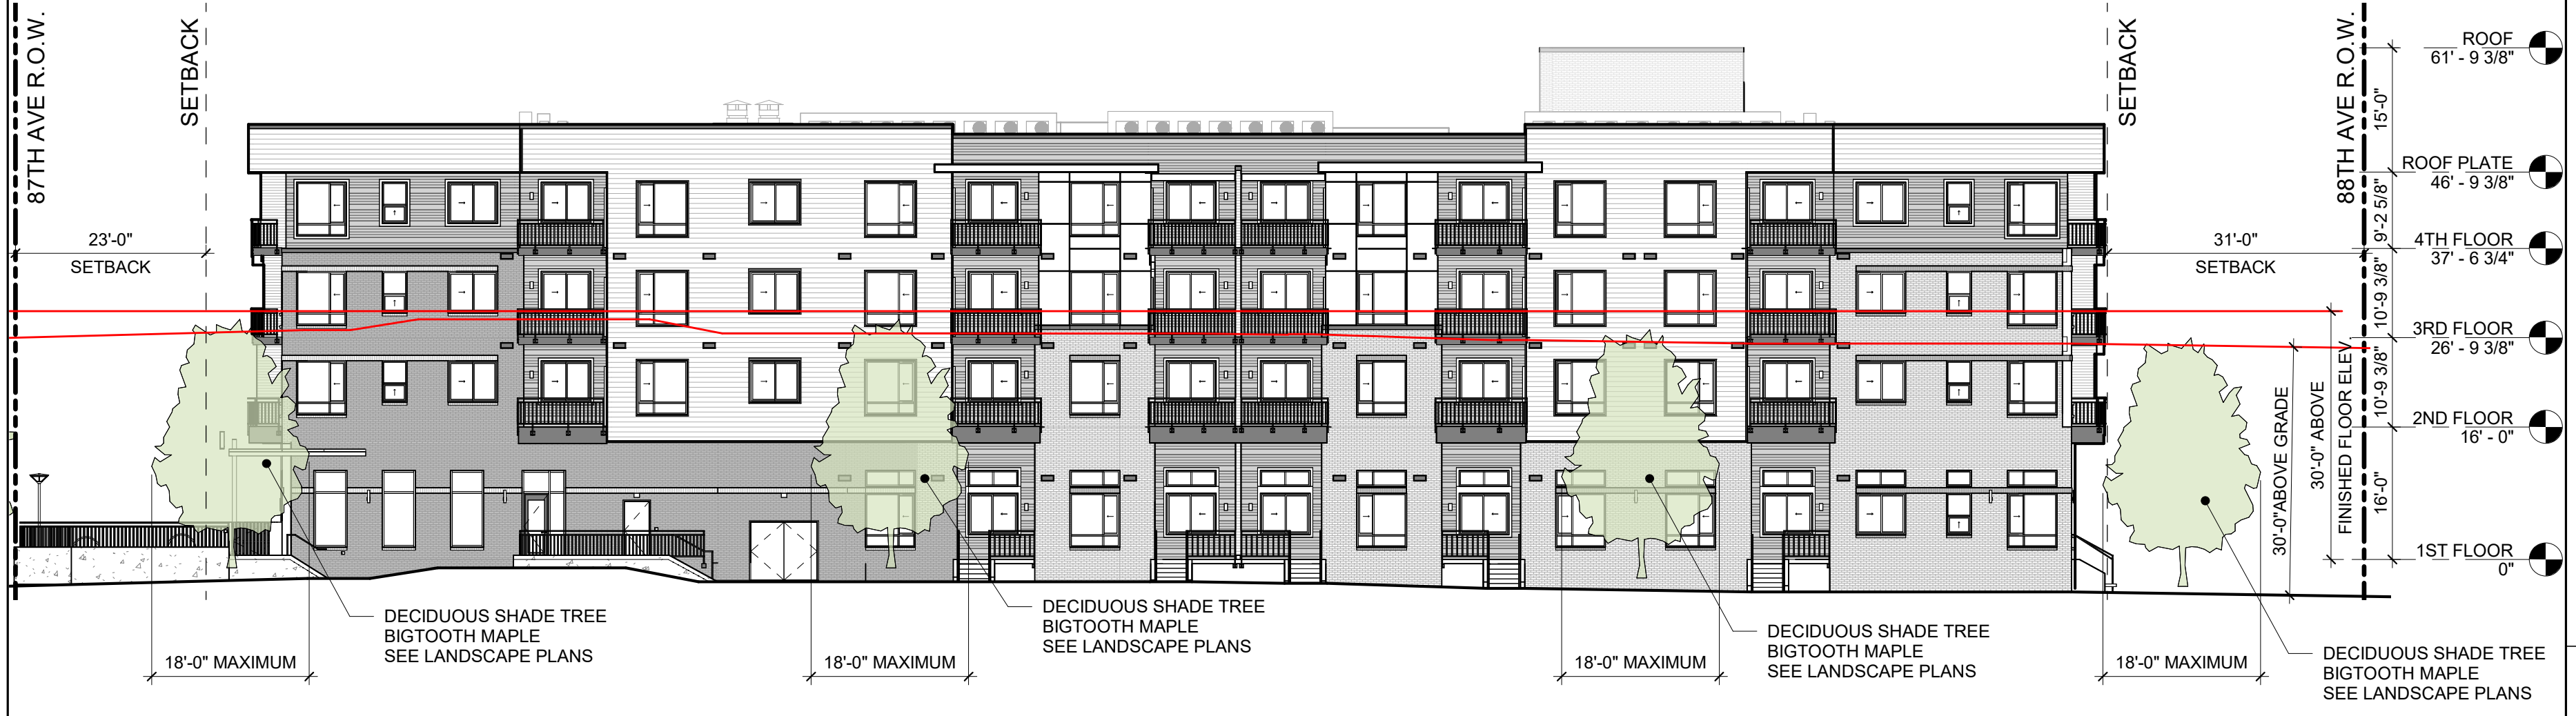 87TH AVE R.O.W.
SETBACK
23'-0"
SETBACK
SETBACK
88TH AVE R.O.W.
31'-0"
SETBACK
ROOF
61' - 9 3/8"
15'-0"
ROOF PLATE
46' - 9 3/8"
9'-2 5/8"
4TH FLOOR
37' - 6 3/4"
10'-9 3/8"
3RD FLOOR
26' - 9 3/8"
10'-9 3/8"
2ND FLOOR
16' - 0"
16'-0"
1ST FLOOR
0"
30'-0"ABOVE GRADE
30'-0" ABOVE
FINISHED FLOOR ELEV.
DECIDUOUS SHADE TREE
BIGTOOTH MAPLE
SEE LANDSCAPE PLANS
18'-0" MAXIMUM
DECIDUOUS SHADE TREE
BIGTOOTH MAPLE
SEE LANDSCAPE PLANS
18'-0" MAXIMUM
DECIDUOUS SHADE TREE
BIGTOOTH MAPLE
SEE LANDSCAPE PLANS
18'-0" MAXIMUM
DECIDUOUS SHADE TREE
BIGTOOTH MAPLE
SEE LANDSCAPE PLANS
18'-0" MAXIMUM